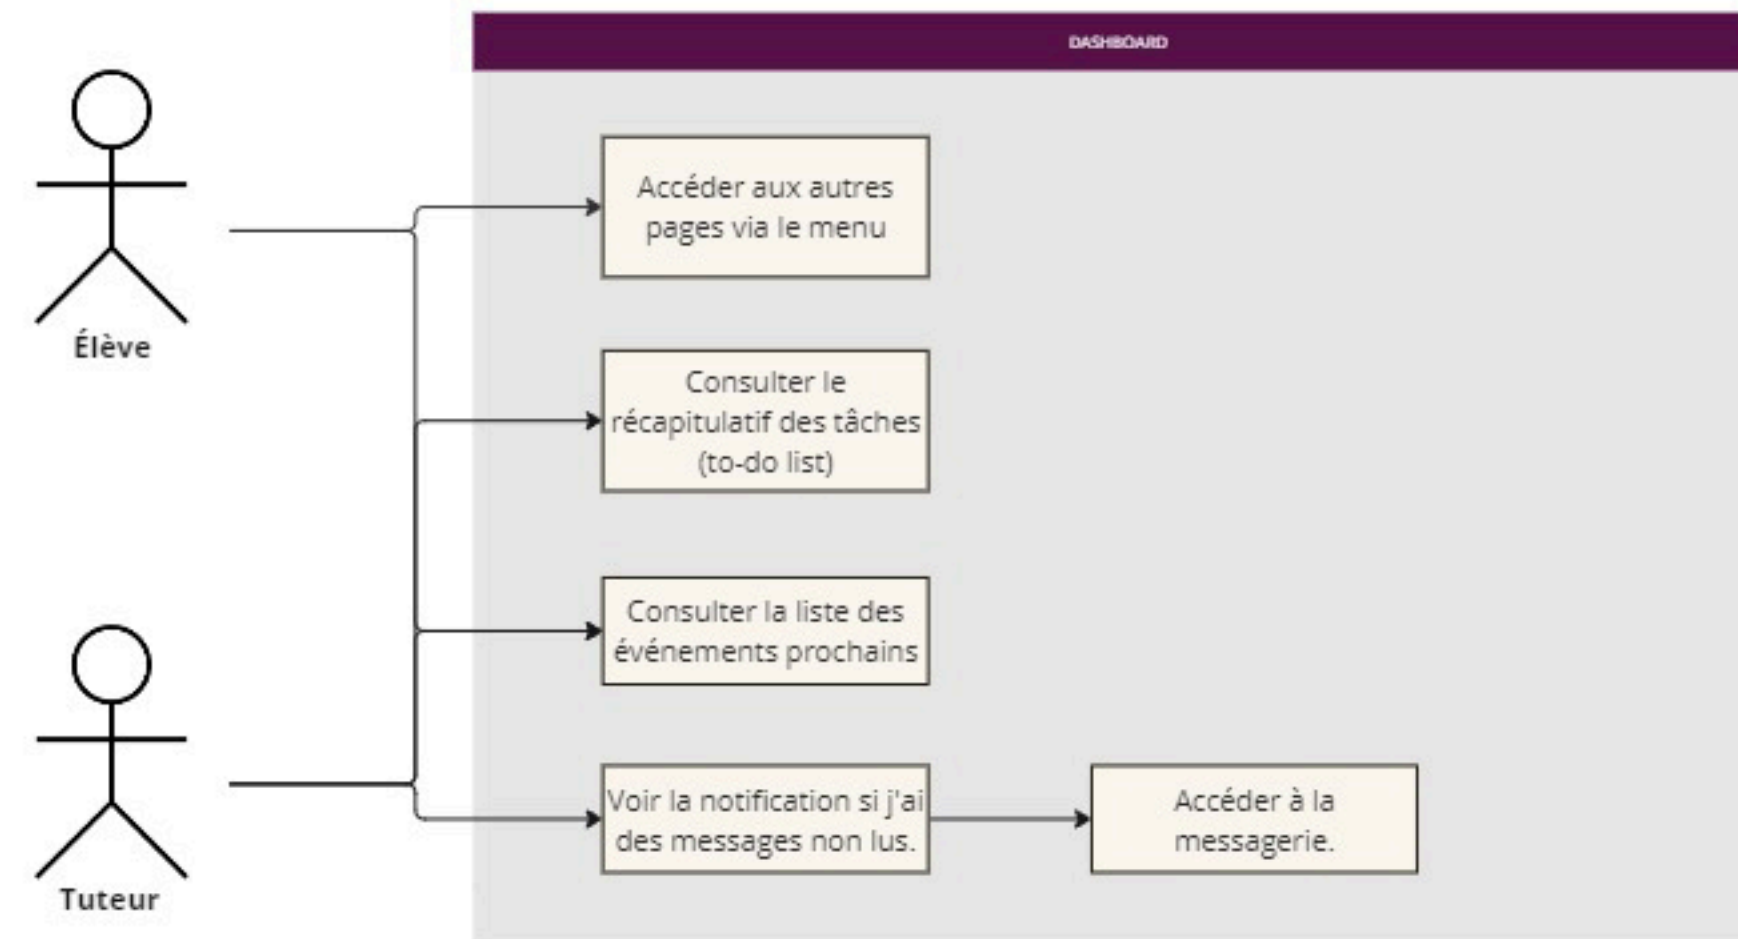 DASHBOARD
Accéder aux autres
pages via le menu
Élève
Consulter le
récapitulatif des tâches
(to-do list)
Consulter la liste des
événements prochains
Voir la notification si j'ai
des messages non lus.
Accéder à la
messagerie.
Tuteur